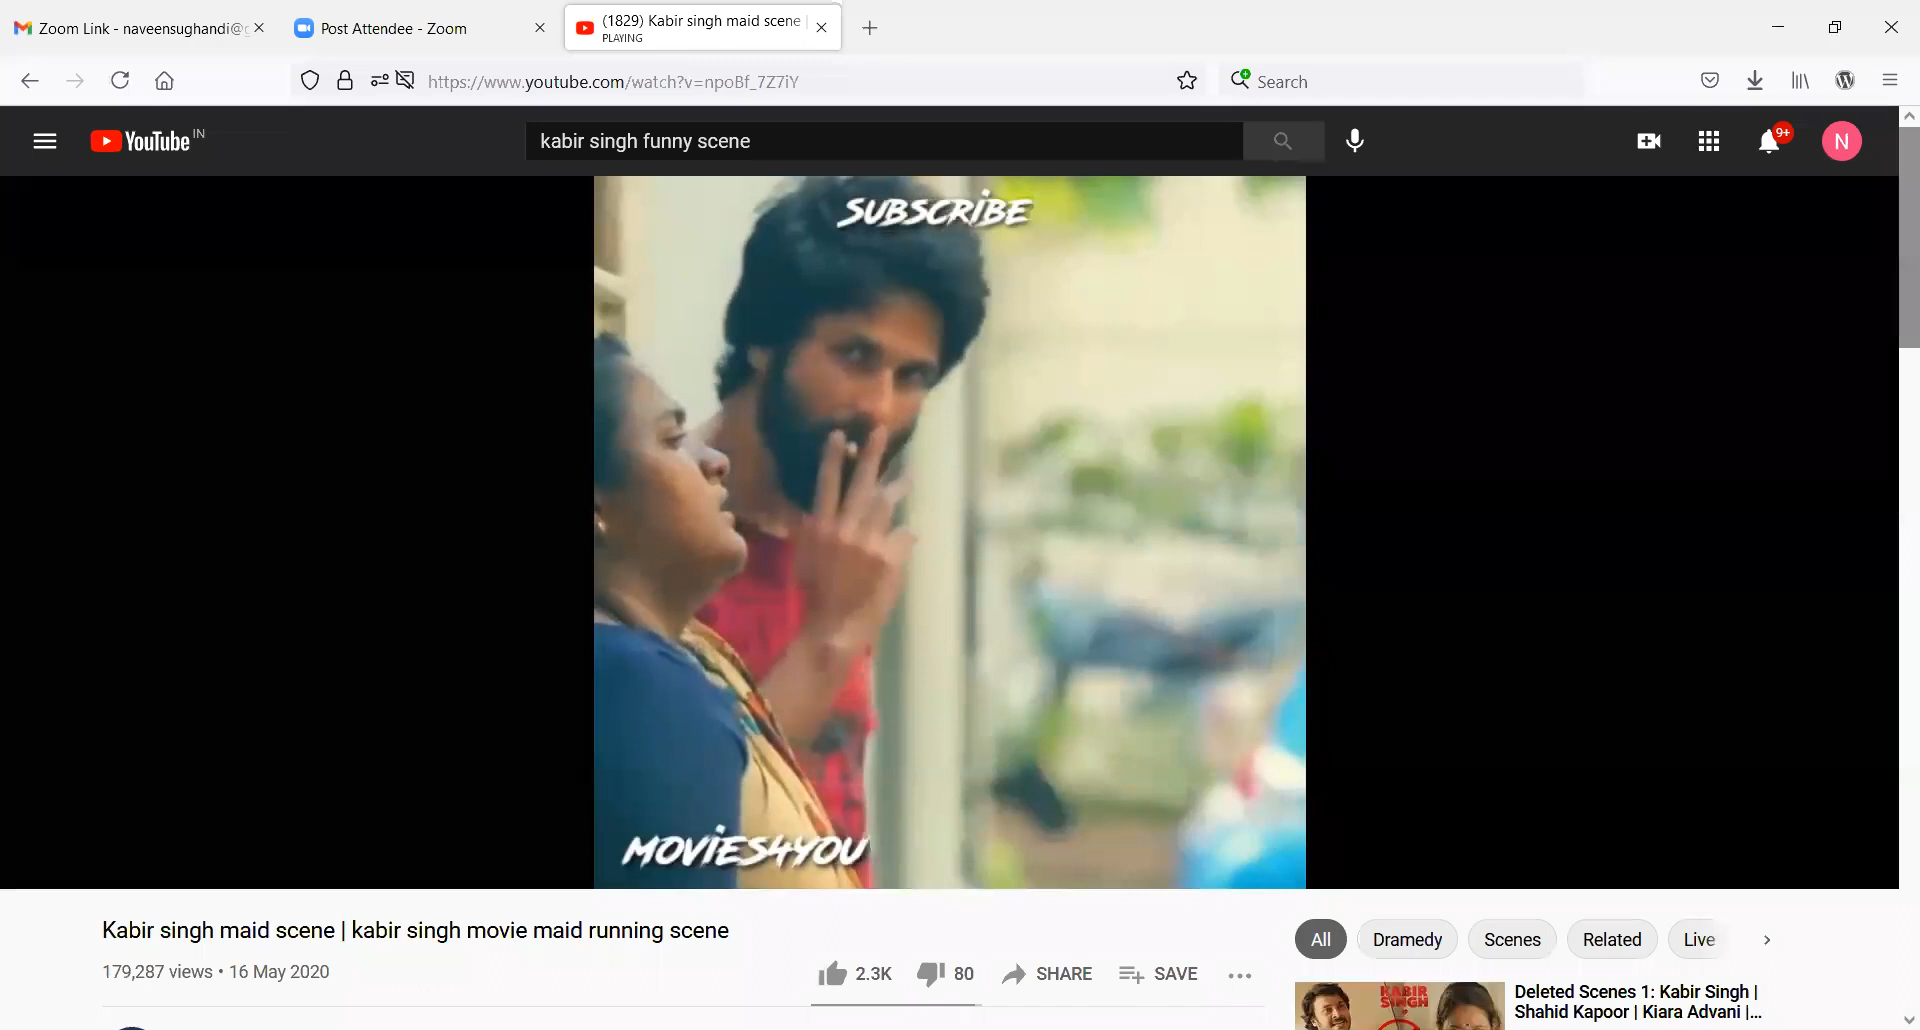 Zoom Link - naveensughandi@g
Post Attendee - Zoom
(1829) Kabir singh maid scene |
PLAYING
https://www.youtube.com/watch?v=npoBf_7Z7iY
Search
YouTube IN
kabir singh funny scene
9+
N
SUBSCRIBE
MOVIES4YOU
Kabir singh maid scene | kabir singh movie maid running scene
179,287 views • 16 May 2020
2.3K
80
SHARE
SAVE
All
Dramedy
Scenes
Related
Live
KABIR
SINGH
Deleted Scenes 1: Kabir Singh |
Shahid Kapoor | Kiara Advani |...